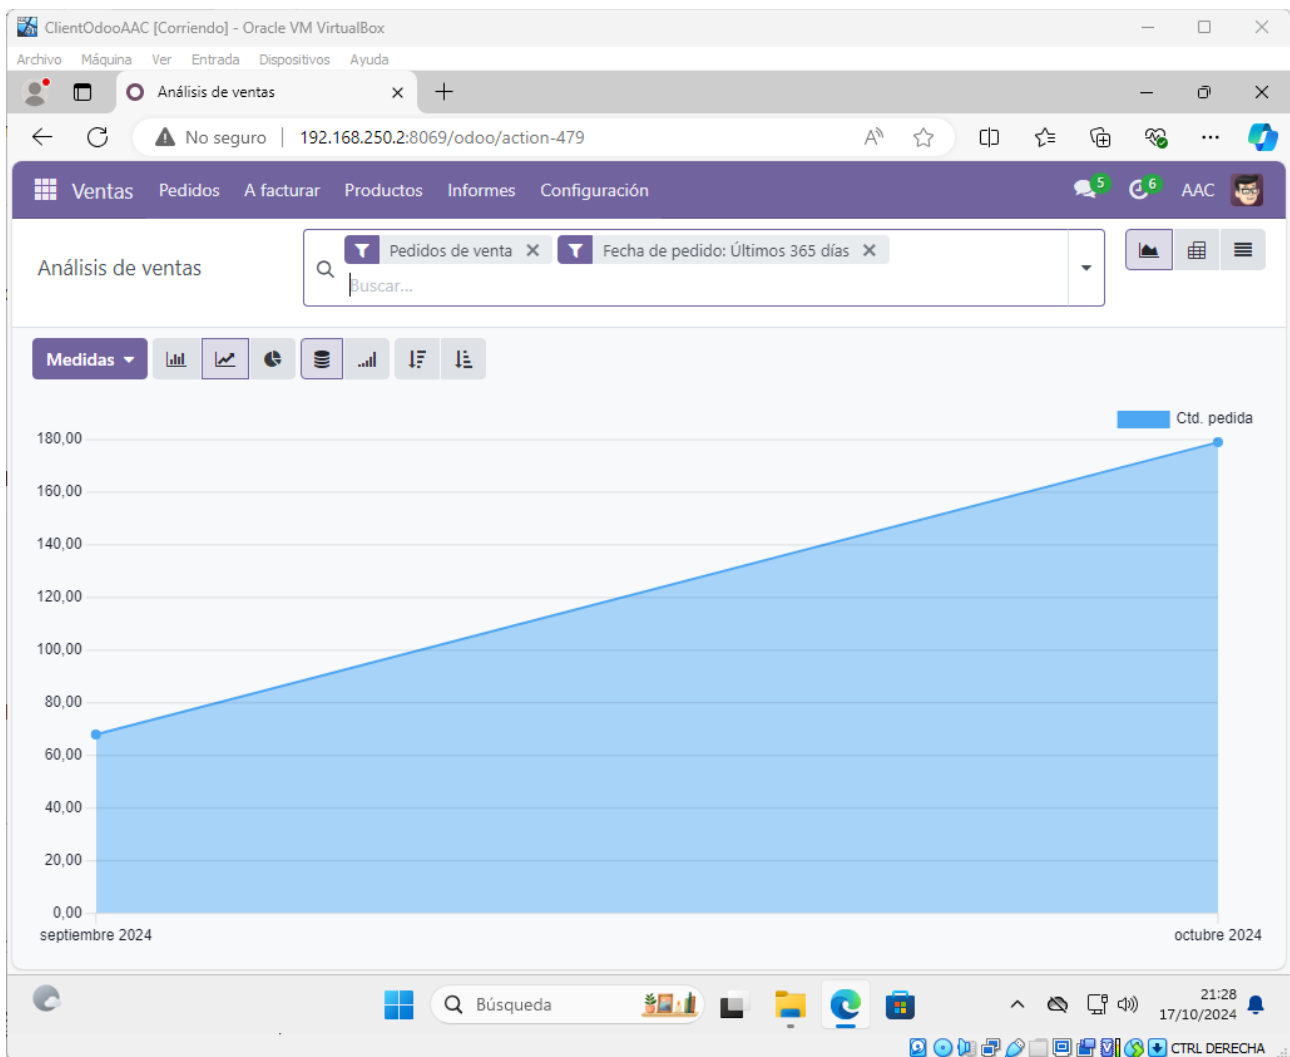 ClientOdooAAC [Corriendo] - Oracle VM VirtualBox
Archivo Máquina Ver Entrada Dispositivos Ayuda
Análisis de ventas
No seguro | 192.168.250.2:8069/odoo/action-479
Ventas Pedidos A facturar Productos Informes Configuración 5 6 AAC
Análisis de ventas
Pedidos de venta Fecha de pedido: Últimos 365 días
Buscar...
Medidas
Ctd. pedida
180,00
160,00
140,00
120,00
100,00
80,00
60,00
40,00
20,00
0,00
septiembre 2024 octubre 2024
Búsqueda
21:28
17/10/2024
CTRL DERECHA